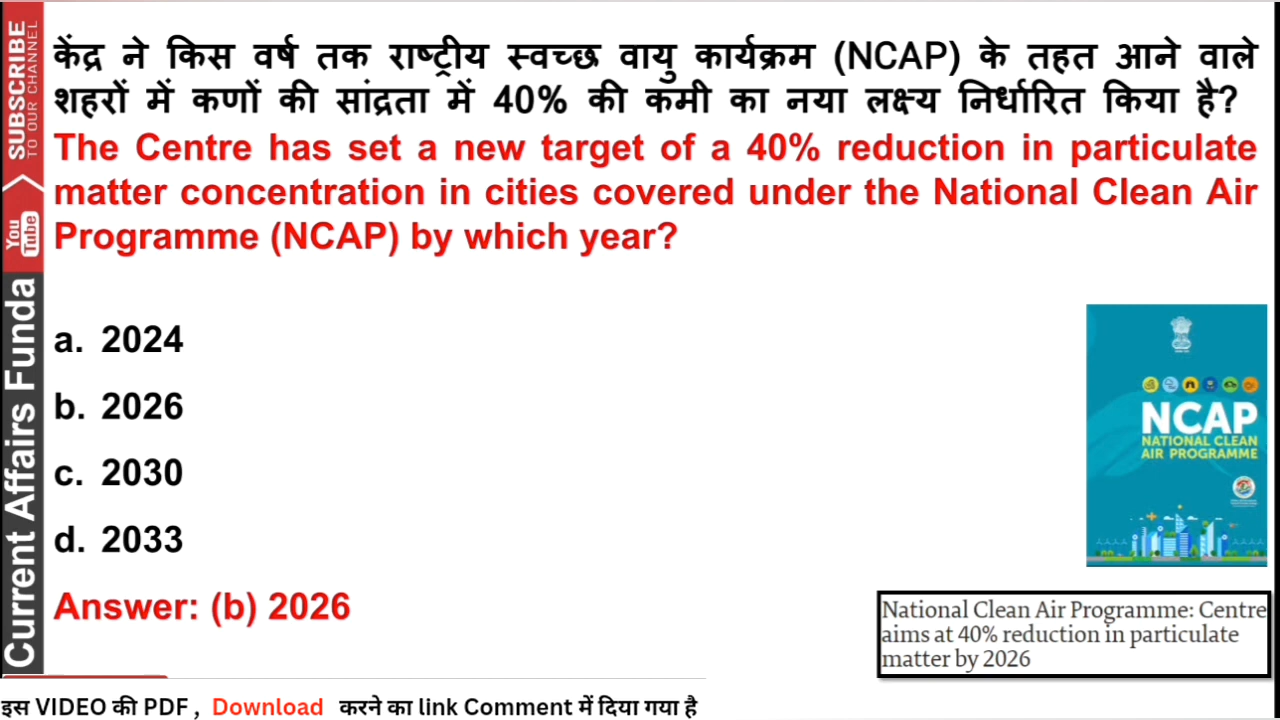 SUBSCRIBE
TO OUR CHANNEL
You
Tube
Current Affairs Funda
केंद्र ने किस वर्ष तक राष्ट्रीय स्वच्छ वायु कार्यक्रम (NCAP) के तहत आने वाले
शहरों में कणों की सांद्रता में 40% की कमी का नया लक्ष्य निर्धारित किया है?
The Centre has set a new target of a 40% reduction in particulate
matter concentration in cities covered under the National Clean Air
Programme (NCAP) by which year?
a. 2024
b. 2026
c. 2030
d. 2033
Answer: (b) 2026
NCAP
NATIONAL CLEAN
AIR PROGRAMME
National Clean Air Programme: Centre
aims at 40% reduction in particulate
matter by 2026
इस VIDEO की PDF , Download करने का link Comment में दिया गया है